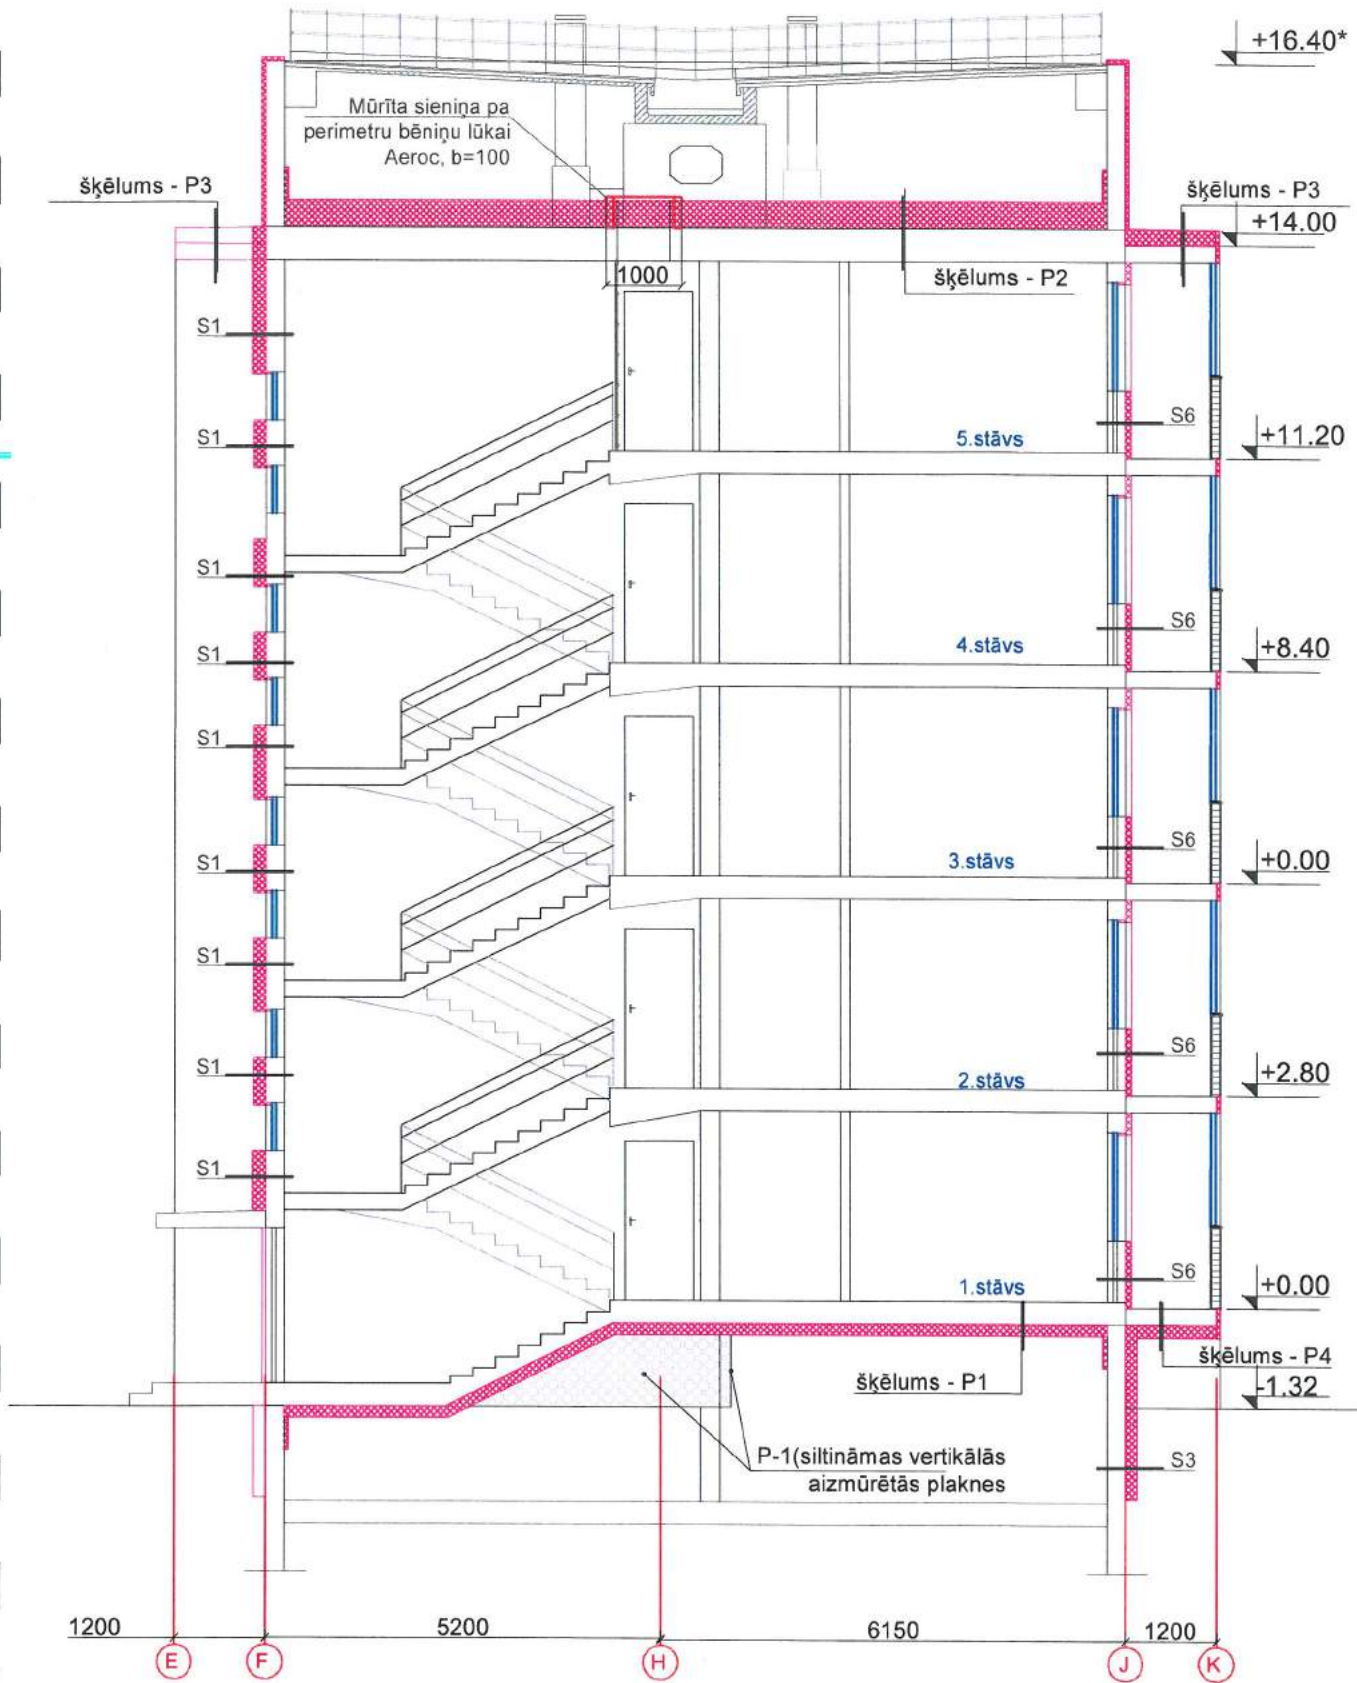 +16.40*
Mūrīta sieniņa pa
perimetru bēniņu lūkai
Aeroc, b=100
šķēlums - P3
šķēlums - P3
+14.00
1000
šķēlums - P2
S1
S1
5.stāvs
S6
+11.20
S1
S1
4.stāvs
S6
+8.40
S1
S1
3.stāvs
S6
+0.00
S1
S1
2.stāvs
S6
+2.80
S1
1.stāvs
S6
+0.00
šķēlums - P1
šķēlums - P4
-1.32
P-1(siltināmas vertikālās
aizmūrētās plaknes
S3
1200
5200
6150
1200
E
F
H
J
K